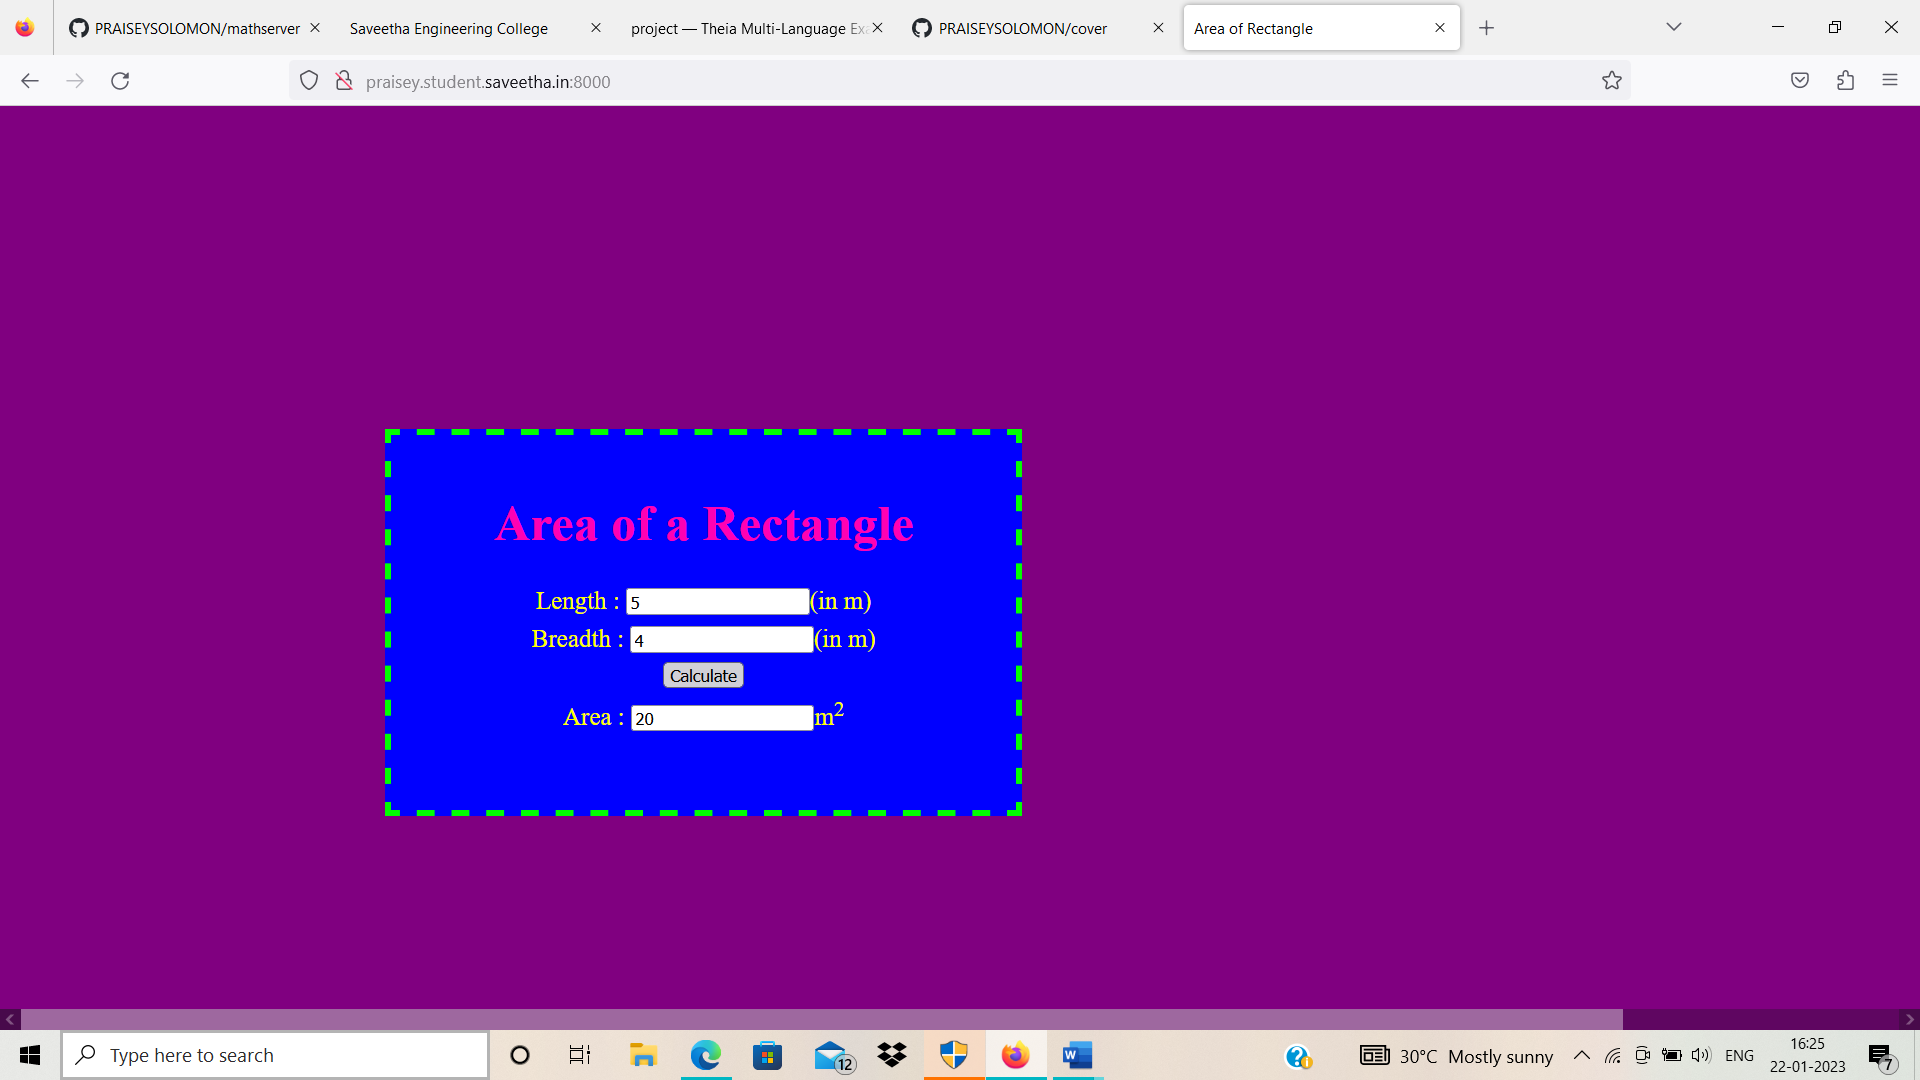 PRAISEYSOLOMON/mathserver
Saveetha Engineering College
project — Theia Multi-Language Ex
PRAISEYSOLOMON/cover
Area of Rectangle
praisey.student.saveetha.in:8000
Area of a Rectangle
Length : 5 (in m)
Breadth : 4 (in m)
Calculate
Area : 20 m²
Type here to search
12
W
30°C Mostly sunny
ENG
16:25
22-01-2023
7